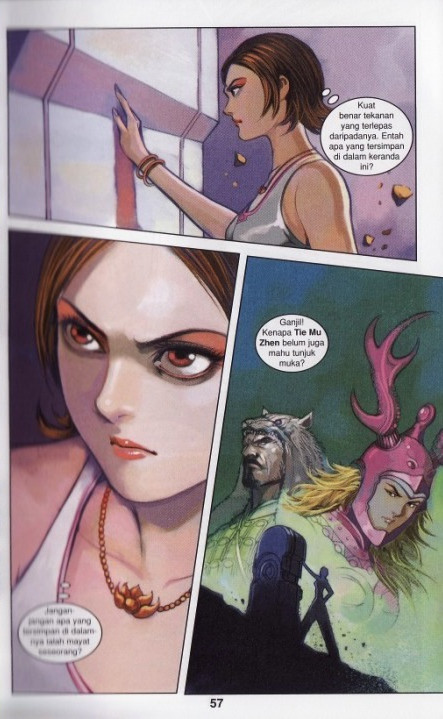 Kuat
benar tekanan
yang terlepas
daripadanya. Entah
apa yang tersimpan
di dalam keranda
ini?
Jangan-
jangan apa yang
tersimpan di dalam-
nya ialah mayat
seseorang?
Ganjil!
Kenapa Tie Mu
Zhen belum juga
mahu tunjuk
muka?
57